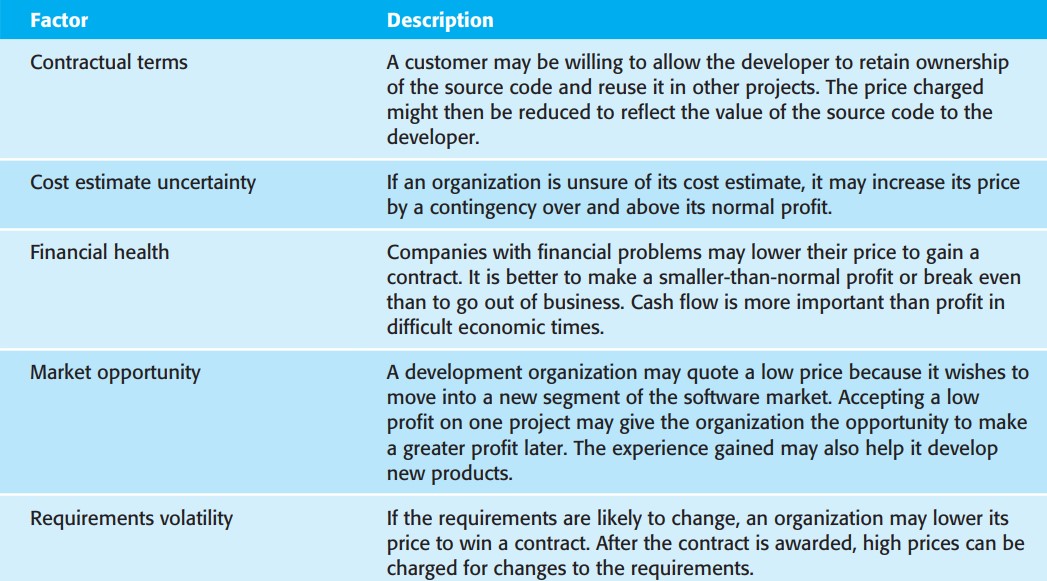 Factor Description
Contractual terms A customer may be willing to allow the developer to retain ownership
of the source code and reuse it in other projects. The price charged
might then be reduced to reflect the value of the source code to the
developer.
Cost estimate uncertainty If an organization is unsure of its cost estimate, it may increase its price
by a contingency over and above its normal profit.
Financial health Companies with financial problems may lower their price to gain a
contract. It is better to make a smaller-than-normal profit or break even
than to go out of business. Cash flow is more important than profit in
difficult economic times.
Market opportunity A development organization may quote a low price because it wishes to
move into a new segment of the software market. Accepting a low
profit on one project may give the organization the opportunity to make
a greater profit later. The experience gained may also help it develop
new products.
Requirements volatility If the requirements are likely to change, an organization may lower its
price to win a contract. After the contract is awarded, high prices can be
charged for changes to the requirements.